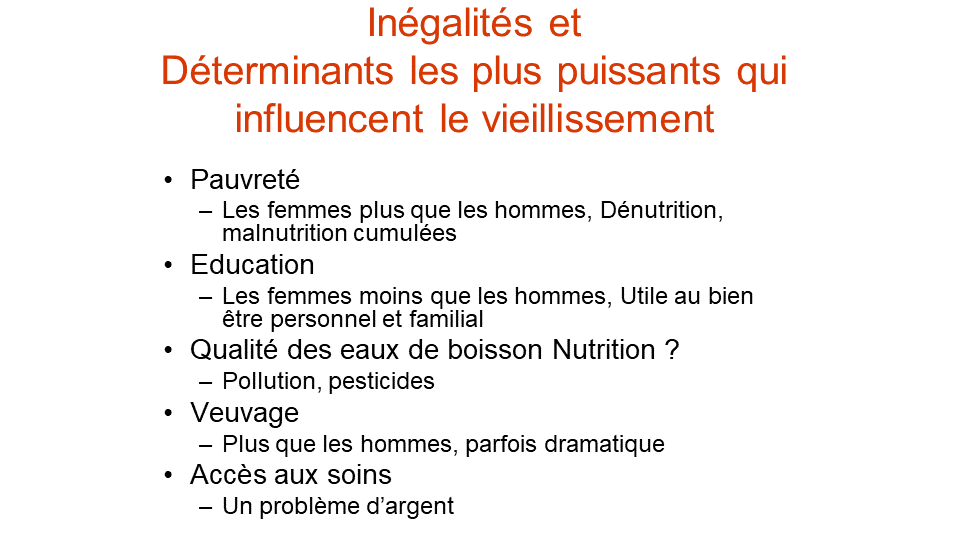 Inégalités et
Déterminants les plus puissants qui
influencent le vieillissement
• Pauvreté
– Les femmes plus que les hommes, Dénutrition,
malnutrition cumulées
• Education
– Les femmes moins que les hommes, Utile au bien
être personnel et familial
• Qualité des eaux de boisson Nutrition ?
– Pollution, pesticides
• Veuvage
– Plus que les hommes, parfois dramatique
• Accès aux soins
– Un problème d’argent